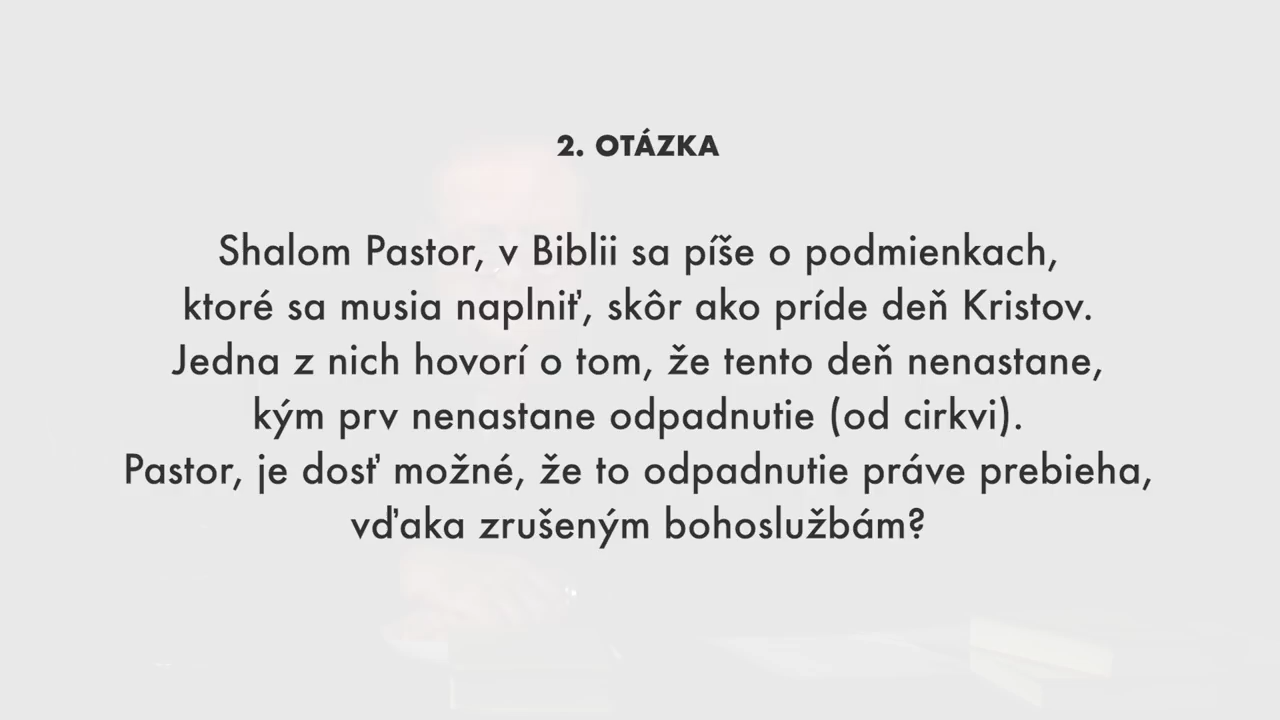 2. OTÁZKA
Shalom Pastor, v Biblii sa píše o podmienkach,
ktoré sa musia naplniť, skôr ako príde deň Kristov.
Jedna z nich hovorí o tom, že tento deň nenastane,
kým prv nenastane odpadnutie (od cirkvi).
Pastor, je dosť možné, že to odpadnutie práve prebieha,
vďaka zrušeným bohoslužbám?